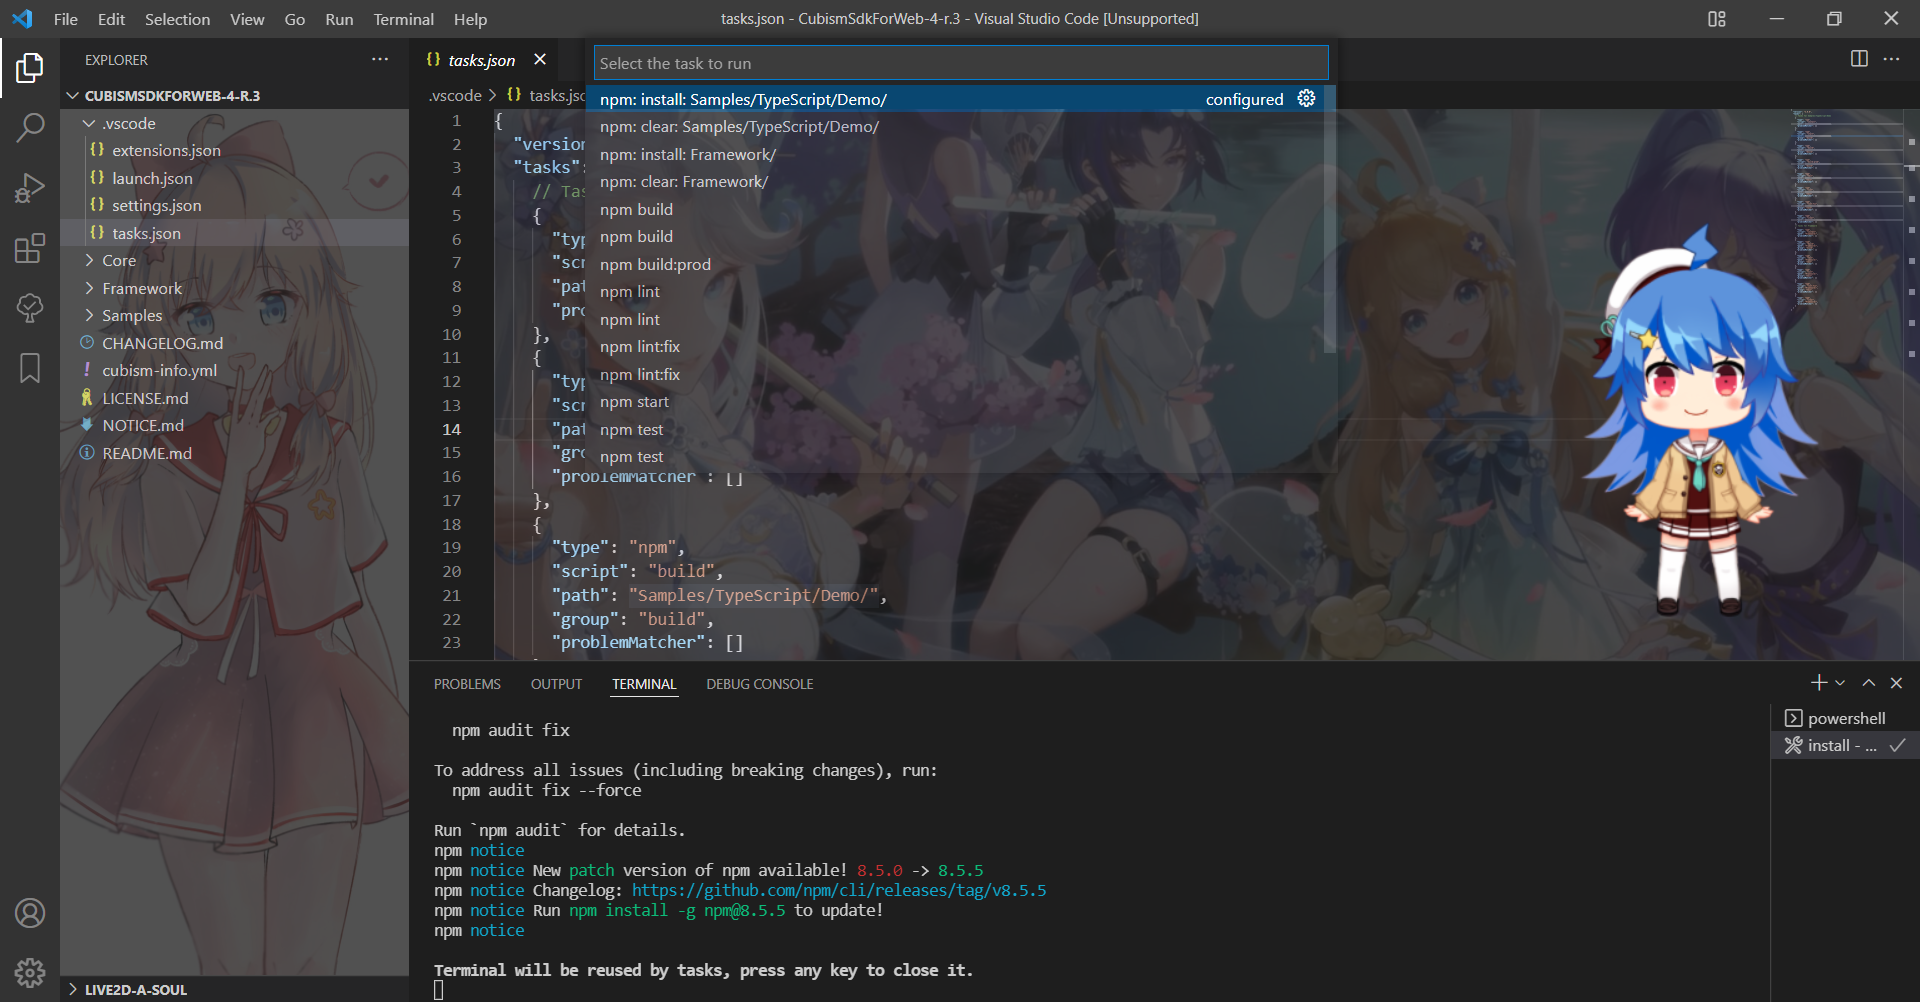 File Edit Selection View Go Run Terminal Help
tasks.json - CubismSdkForWeb-4-r.3 - Visual Studio Code [Unsupported]
EXPLORER
CUBISMSDKFORWEB-4-R.3
.vscode
extensions.json
launch.json
settings.json
tasks.json
Core
Framework
Samples
CHANGELOG.md
cubism-info.yml
LICENSE.md
NOTICE.md
README.md
LIVE2D-A-SOUL
tasks.json
.vscode > {} tasks.jsc
Select the task to run
npm: install: Samples/TypeScript/Demo/ configured
npm: clear: Samples/TypeScript/Demo/
npm: install: Framework/
npm: clear: Framework/
npm build
npm build
npm build:prod
npm lint
npm lint
npm lint:fix
npm lint:fix
npm start
npm test
npm test
1 {
2 "version
3 "tasks":
4 // Tas
5 {
6 "typ
7 "scr
8 "pat
9 "pro
10 },
11 {
12 "typ
13 "scr
14 "pat
15 "gro
16 "problemMatcher": []
17 },
18 {
19 "type": "npm",
20 "script": "build",
21 "path": "Samples/TypeScript/Demo/",
22 "group": "build",
23 "problemMatcher": []
PROBLEMS OUTPUT TERMINAL DEBUG CONSOLE
npm audit fix
To address all issues (including breaking changes), run:
npm audit fix --force
Run `npm audit` for details.
npm notice
npm notice New patch version of npm available! 8.5.0 -> 8.5.5
npm notice Changelog: https://github.com/npm/cli/releases/tag/v8.5.5
npm notice Run npm install -g npm@8.5.5 to update!
npm notice
Terminal will be reused by tasks, press any key to close it.
powershell
install - ...